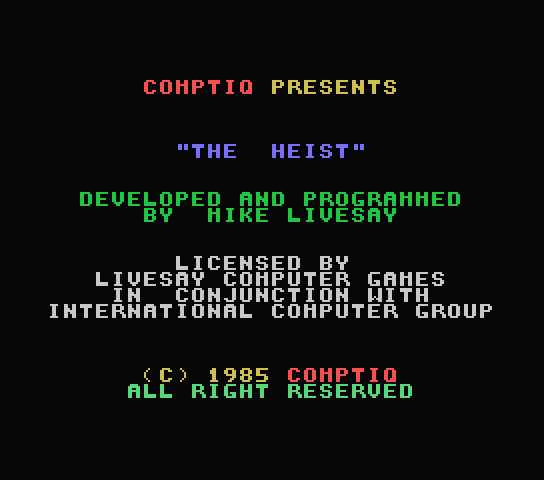 COMPTIQ PRESENTS
"THE  HEIST"
DEVELOPED AND PROGRAMMED
BY  MIKE LIVESAY
LICENSED BY
LIVESAY COMPUTER GAMES
IN  CONJUNCTION WITH
INTERNATIONAL COMPUTER GROUP
(C) 1985 COMPTIQ
ALL RIGHT RESERVED